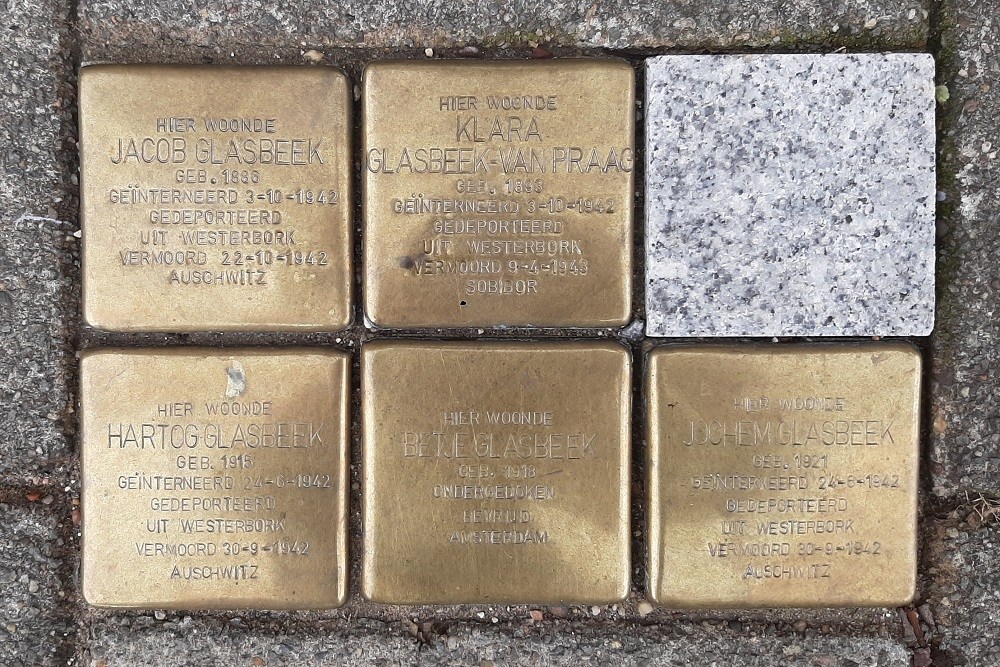 HIER WOONDE
JACOB GLASBEEK
GEB. 1886
GEÏNTERNEERD 3-10-1942
GEDEPORTEERD
UIT WESTERBORK
VERMOORD 22-10-1942
AUSCHWITZ
HIER WOONDE
KLARA
GLASBEEK-VAN PRAAG
GEB. 1893
GEÏNTERNEERD 3-10-1942
GEDEPORTEERD
UIT WESTERBORK
VERMOORD 9-4-1943
SOBIBOR
HIER WOONDE
HARTOG GLASBEEK
GEB. 1915
GEÏNTERNEERD 24-6-1942
GEDEPORTEERD
UIT WESTERBORK
VERMOORD 30-9-1942
AUSCHWITZ
HIER WOONDE
BETJE GLASBEEK
GEB. 1918
ONDERGEDOKEN
BEVRIJD
AMSTERDAM
HIER WOONDE
JOCHEM GLASBEEK
GEB. 1921
GEÏNTERNEERD 24-6-1942
GEDEPORTEERD
UIT WESTERBORK
VERMOORD 30-9-1942
AUSCHWITZ